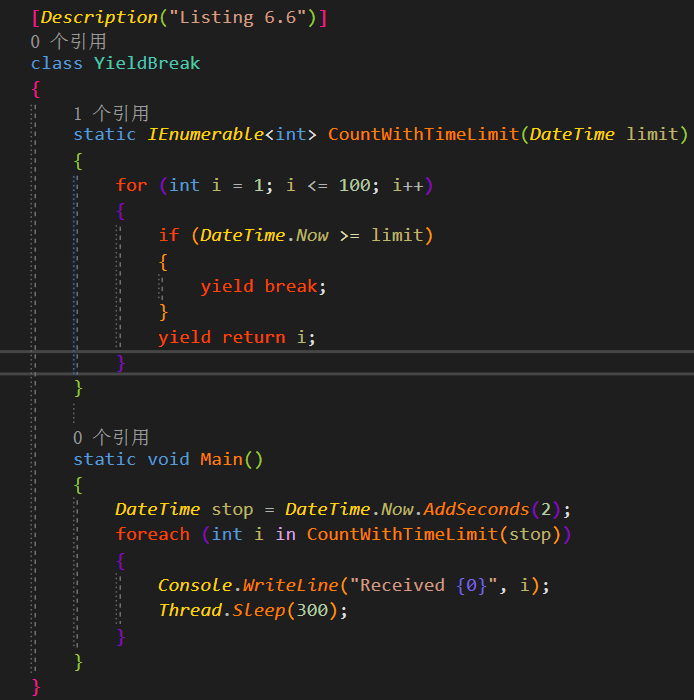 [Description("Listing 6.6")]
0 个引用
class YieldBreak
{
1 个引用
static IEnumerable<int> CountWithTimeLimit(DateTime limit)
{
for (int i = 1; i <= 100; i++)
{
if (DateTime.Now >= limit)
{
yield break;
}
yield return i;
}
}
0 个引用
static void Main()
{
DateTime stop = DateTime.Now.AddSeconds(2);
foreach (int i in CountWithTimeLimit(stop))
{
Console.WriteLine("Received {0}", i);
Thread.Sleep(300);
}
}
}